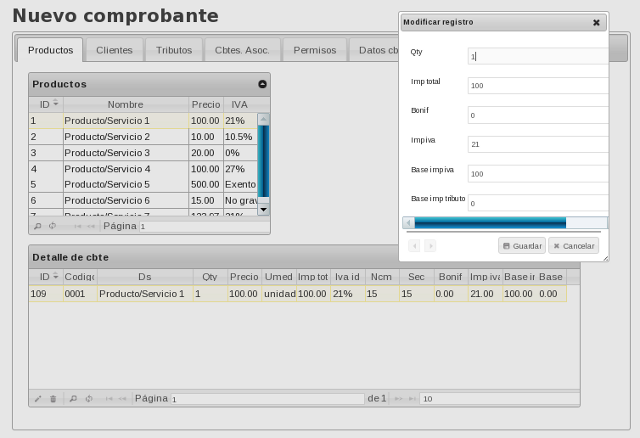 Nuevo comprobante
Productos Clientes Tributos Cbtes. Asoc. Permisos Datos cb
Productos
ID Nombre Precio IVA
1 Producto/Servicio 1 100.00 21%
2 Producto/Servicio 2 10.00 10.5%
3 Producto/Servicio 3 20.00 0%
4 Producto/Servicio 4 100.00 27%
5 Producto/Servicio 5 500.00 Exento
6 Producto/Servicio 6 15.00 No grav
Página 1
Modificar registro
Qty 1
Imp total 100
Bonif 0
Imp iva 21
Base imp iva 100
Base imp tributo 0
Guardar Cancelar
Detalle de cbte
ID Codigo Ds Qty Precio Umed Imp tot Iva id Ncm Sec Bonif Imp iva Base ir Base
109 0001 Producto/Servicio 1 1 100.00 unidad 100.00 21% 15 15 0.00 21.00 100.00 0.00
Página 1 de 1 10